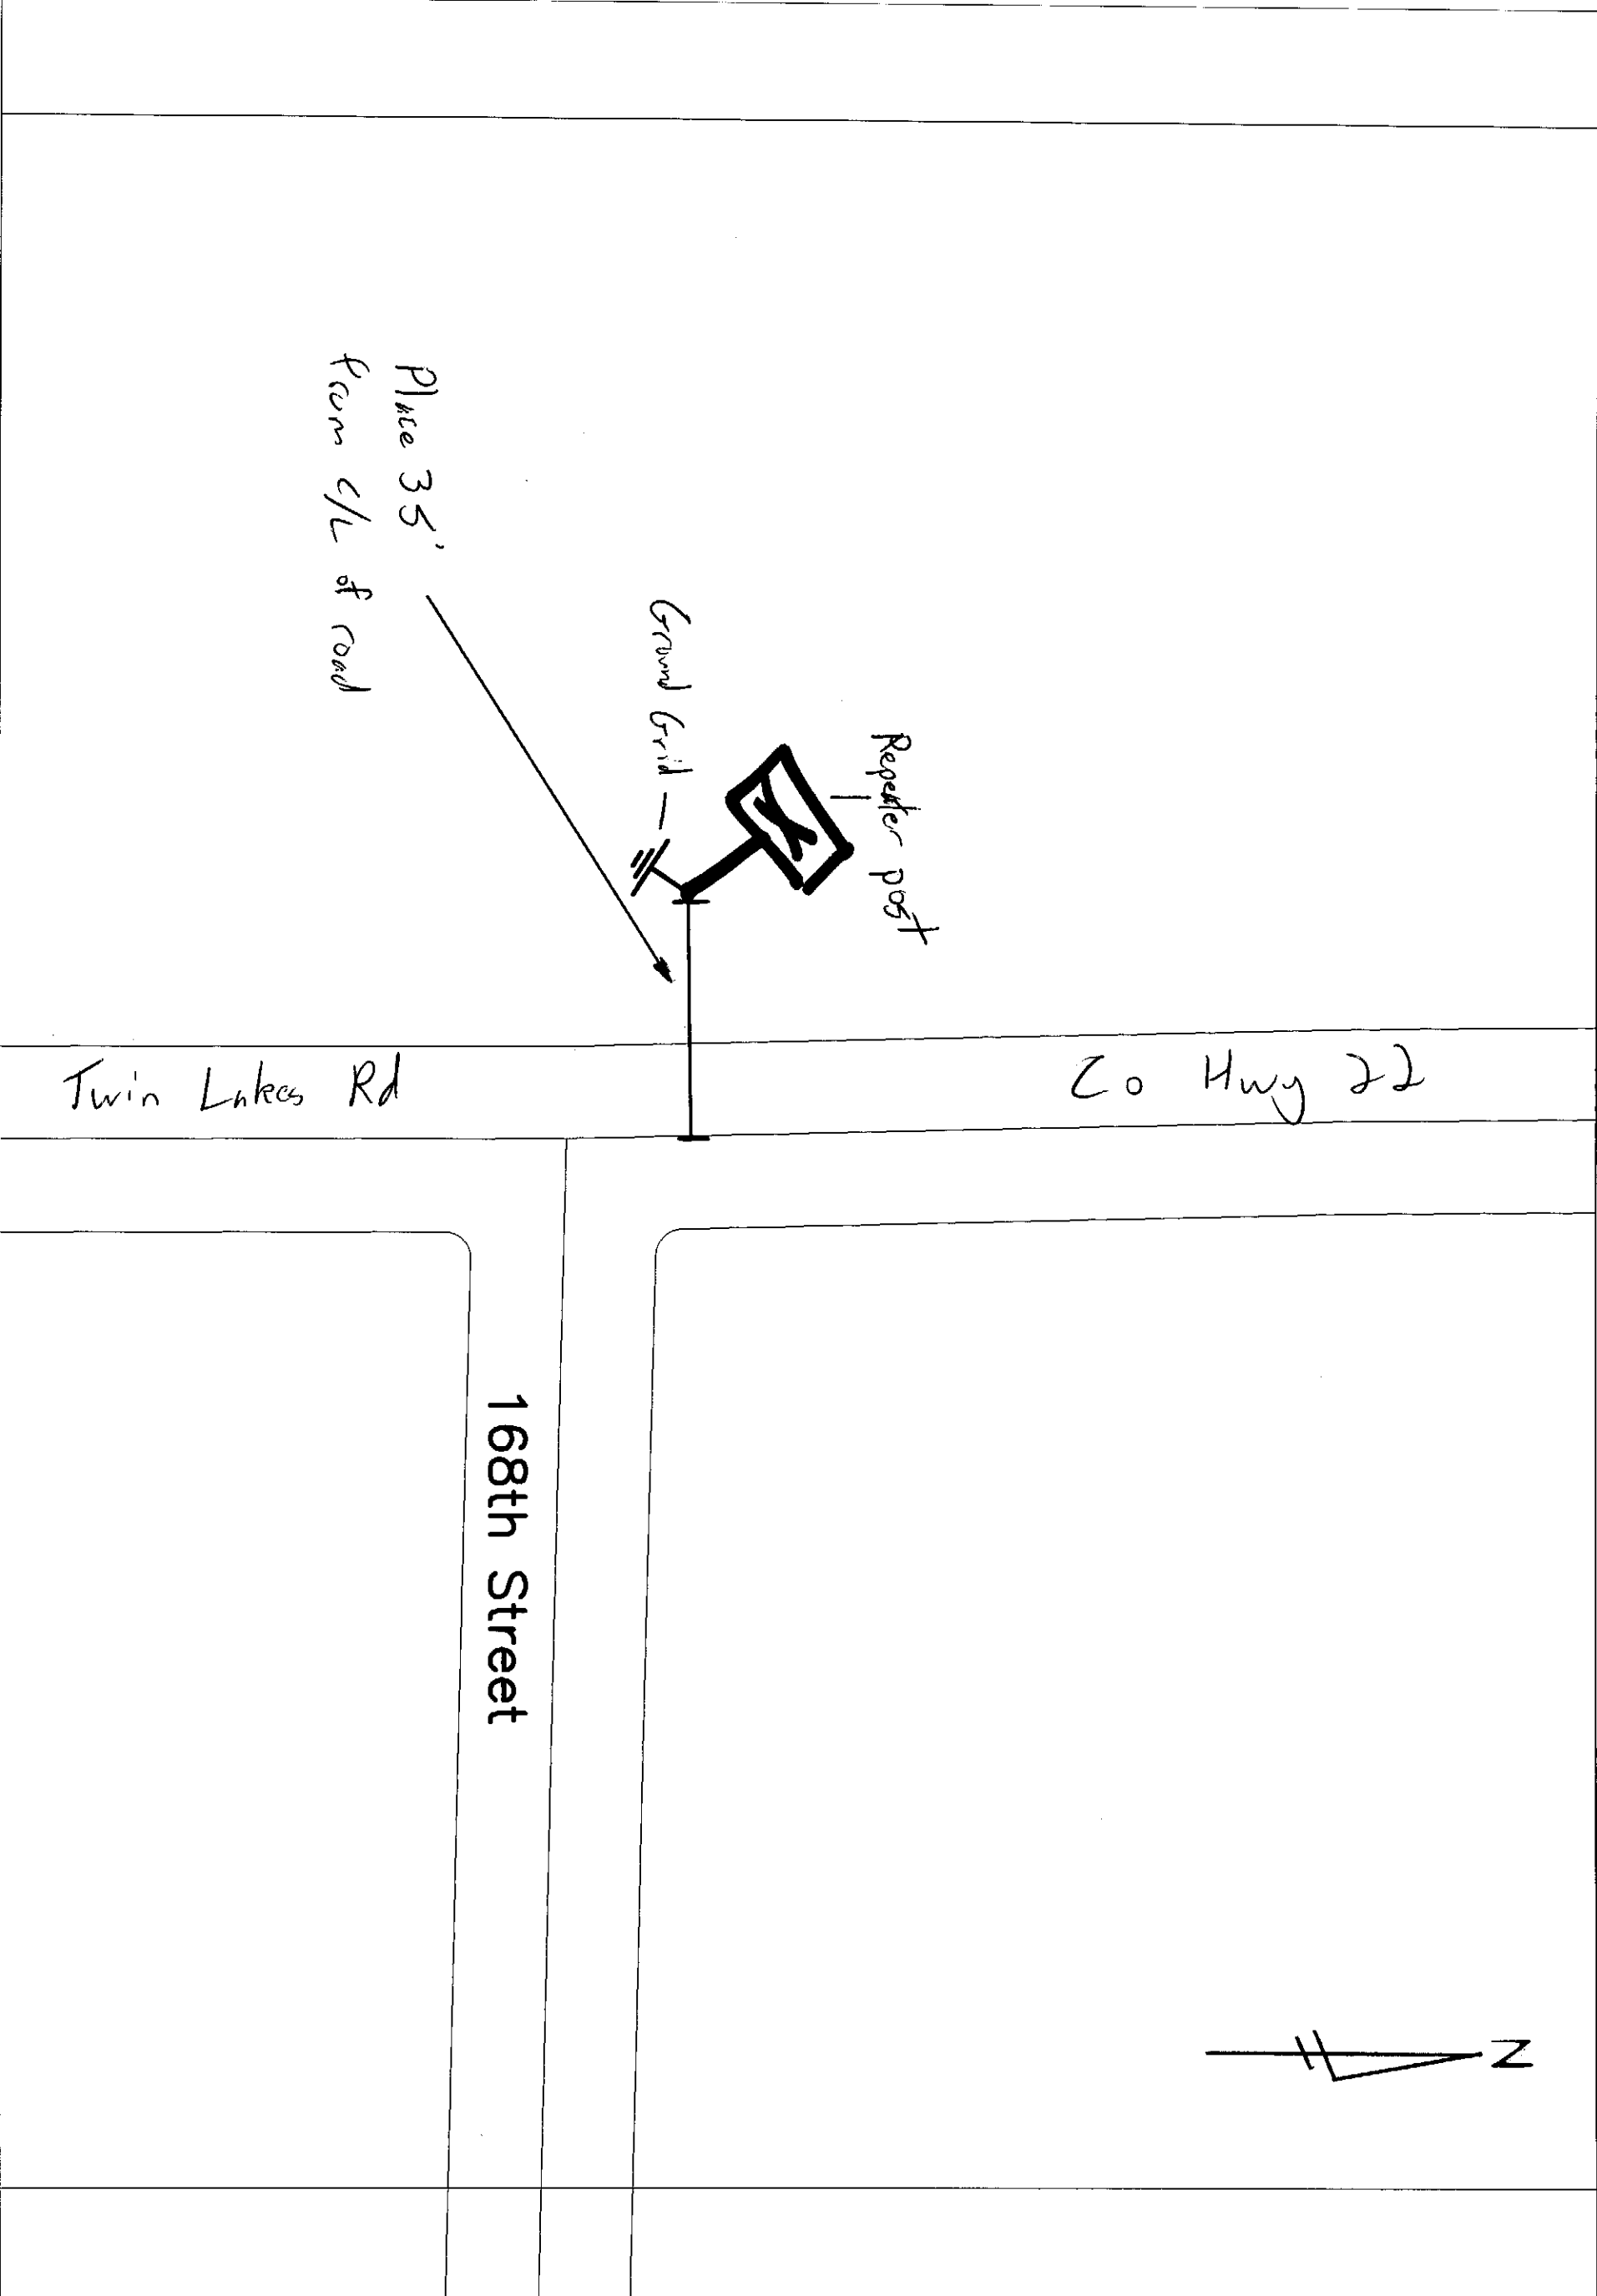 Place 35'
from C/L of road
Ground Grid
Repeater post
Twin Lakes Rd
Co Hwy 22
168th Street
N